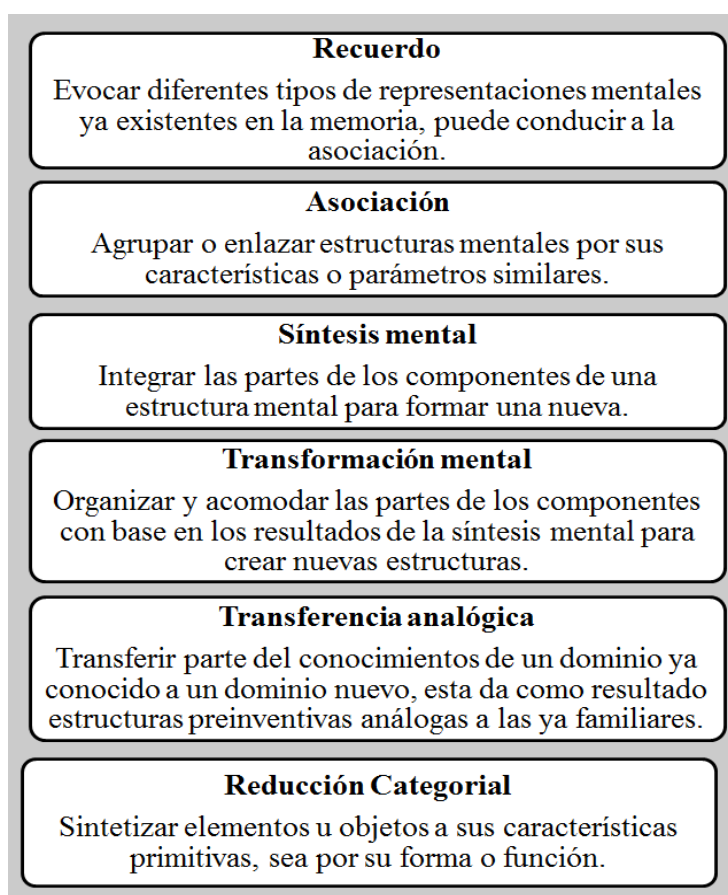 Recuerdo
Evocar diferentes tipos de representaciones mentales
ya existentes en la memoria, puede conducir a la
asociación.
Asociación
Agrupar o enlazar estructuras mentales por sus
características o parámetros similares.
Síntesis mental
Integrar las partes de los componentes de una
estructura mental para formar una nueva.
Transformación mental
Organizar y acomodar las partes de los componentes
con base en los resultados de la síntesis mental para
crear nuevas estructuras.
Transferencia analógica
Transferir parte del conocimientos de un dominio ya
conocido a un dominio nuevo, esta da como resultado
estructuras preinventivas análogas a las ya familiares.
Reducción Categorial
Sintetizar elementos u objetos a sus características
primitivas, sea por su forma o función.